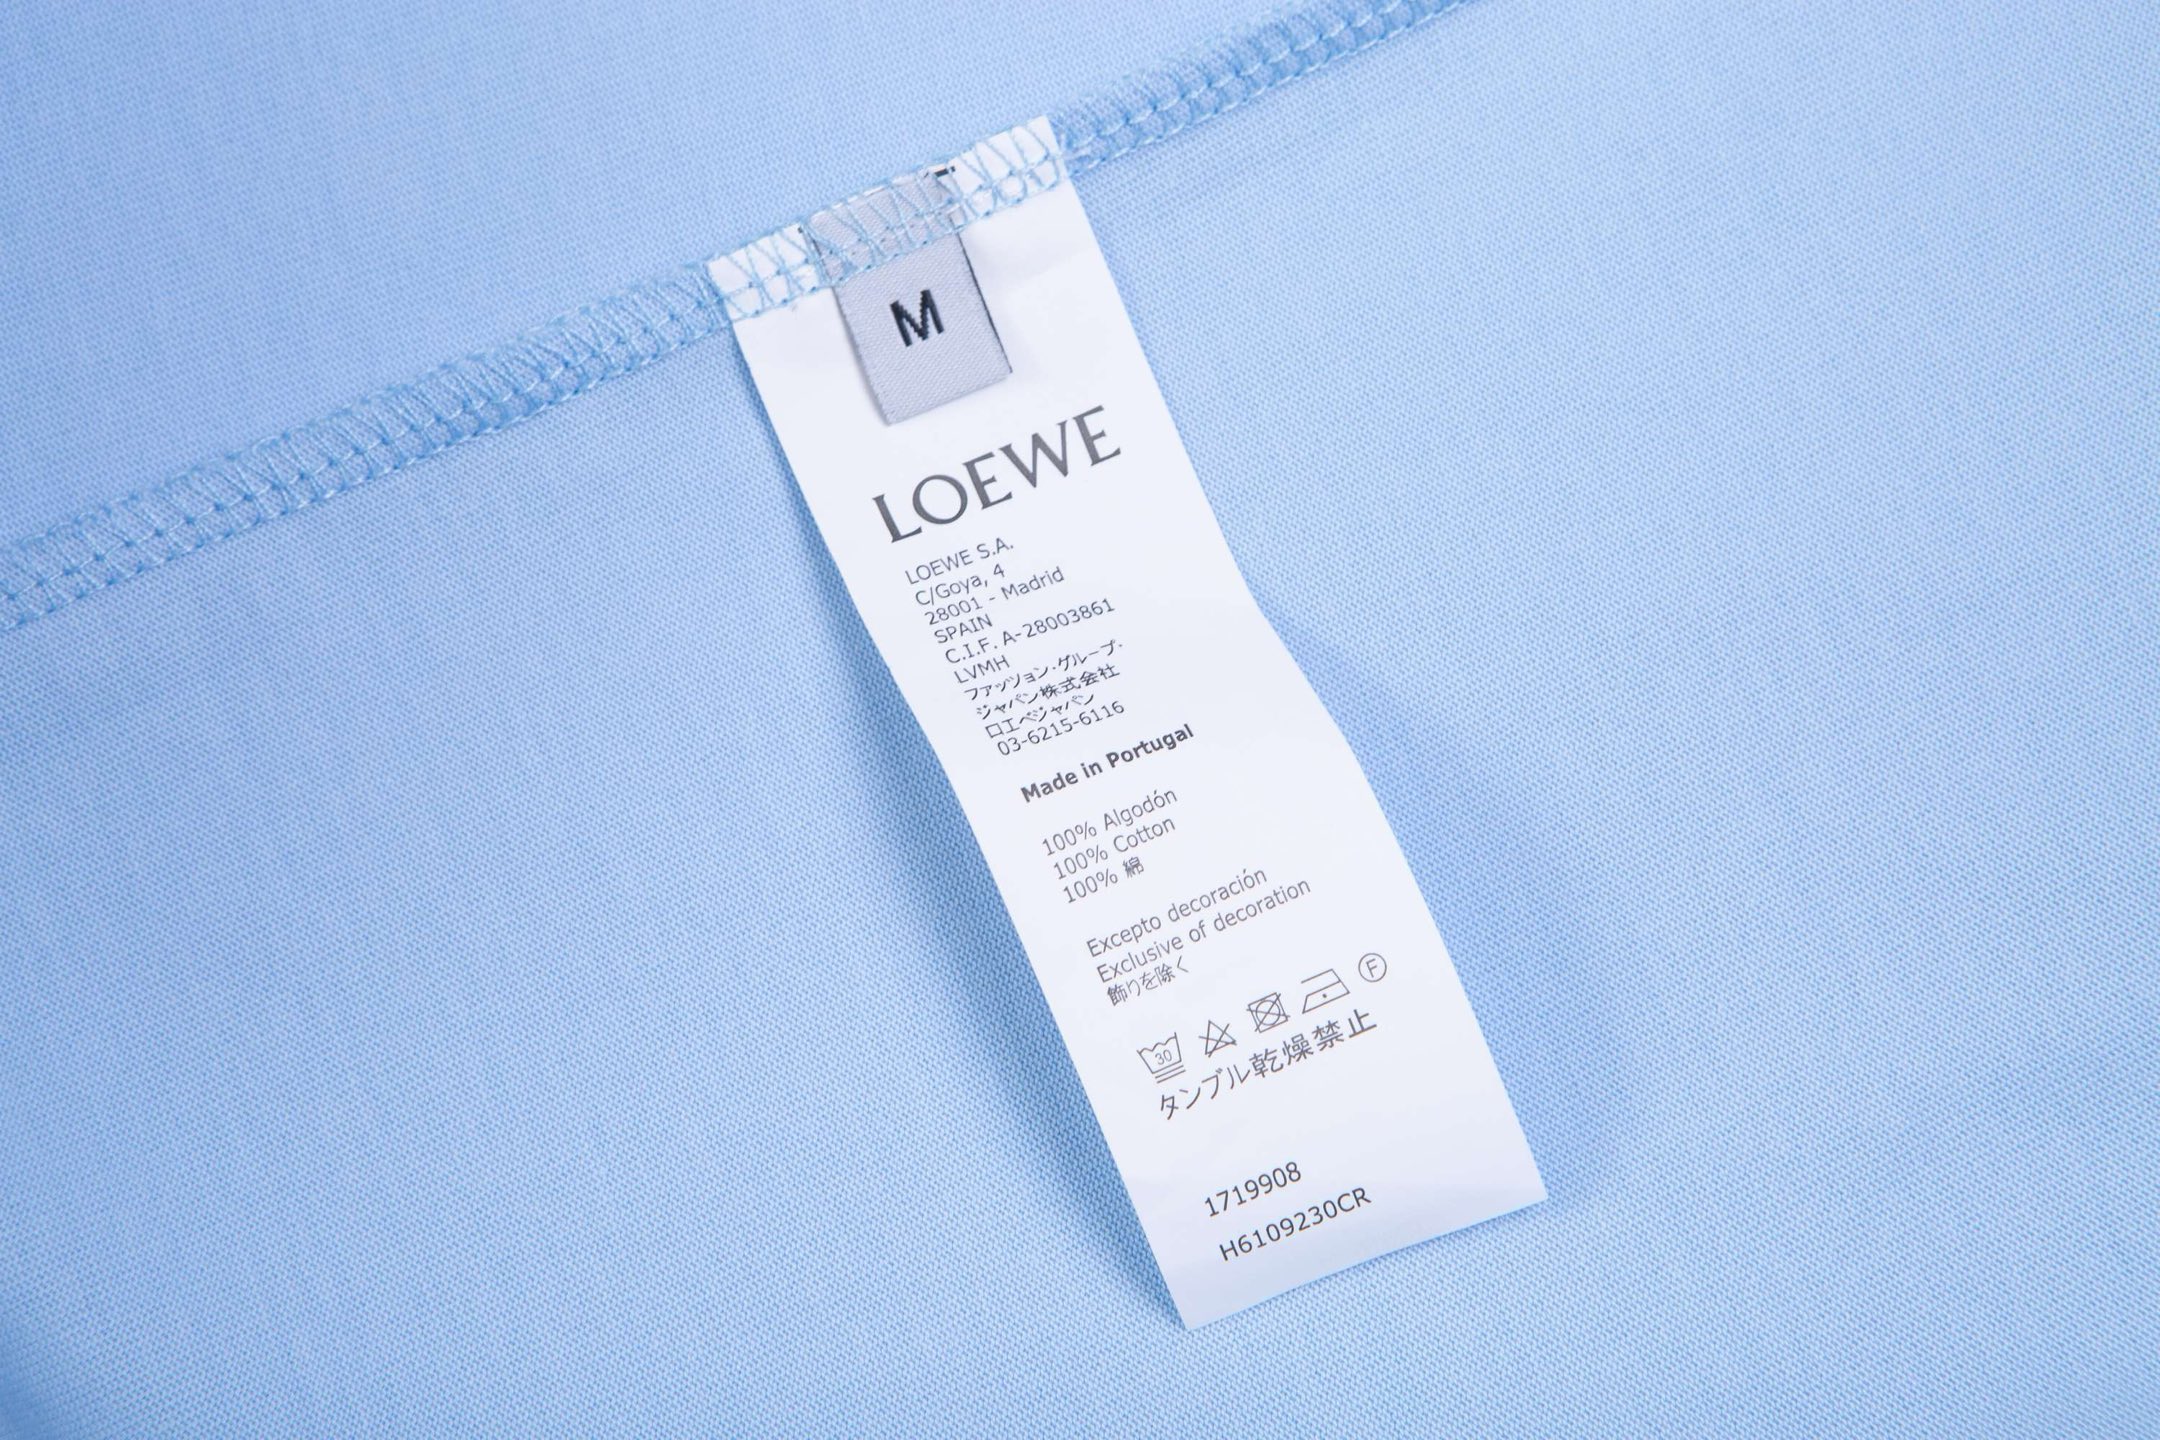 M
LOEWE
LOEWE S.A.
C/Goya, 4
28001 - Madrid
SPAIN
C.I.F. A-28003861
LVMH
ファッション・グループ・
ジャパン株式会社
ロエベジャパン
03-6215-6116
Made in Portugal
100% Algodón
100% Cotton
100% 綿
Excepto decoración
Exclusive of decoration
飾りを除く
30
F
タンブル乾燥禁止
1719908
H6109230CR